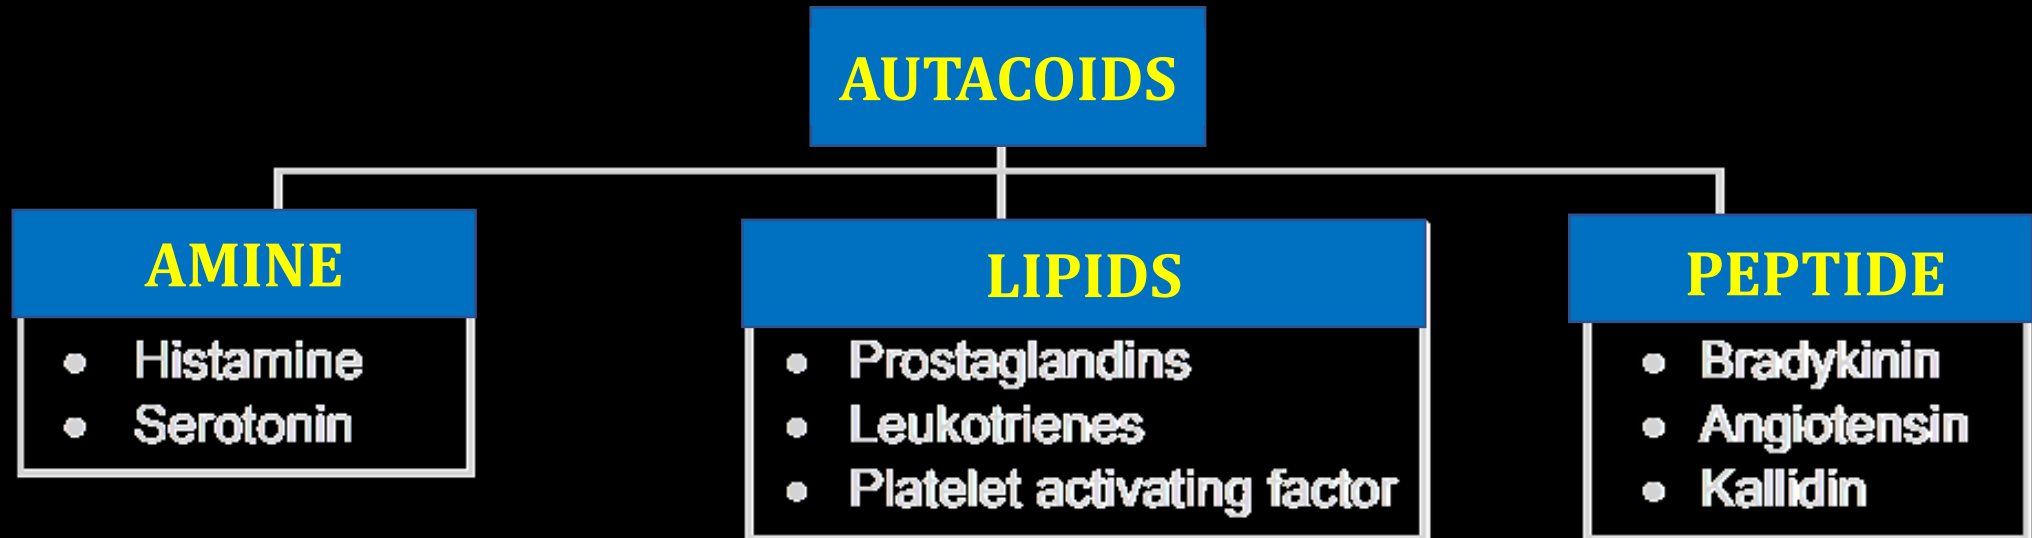 AUTACOIDS
AMINE
• Histamine
• Serotonin
LIPIDS
• Prostaglandins
• Leukotrienes
• Platelet activating factor
PEPTIDE
• Bradykinin
• Angiotensin
• Kallidin